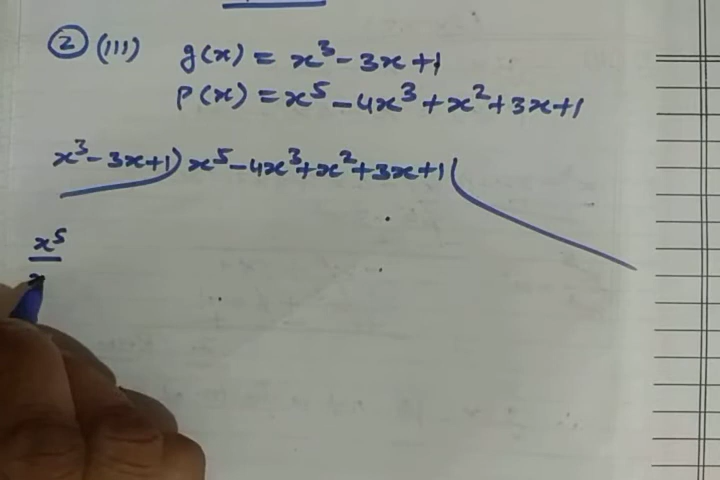 ② (iii) g(x) = x³ - 3x + 1
P(x) = x⁵ - 4x³ + x² + 3x + 1
x³ - 3x + 1) x⁵ - 4x³ + x² + 3x + 1 (
x⁵
x